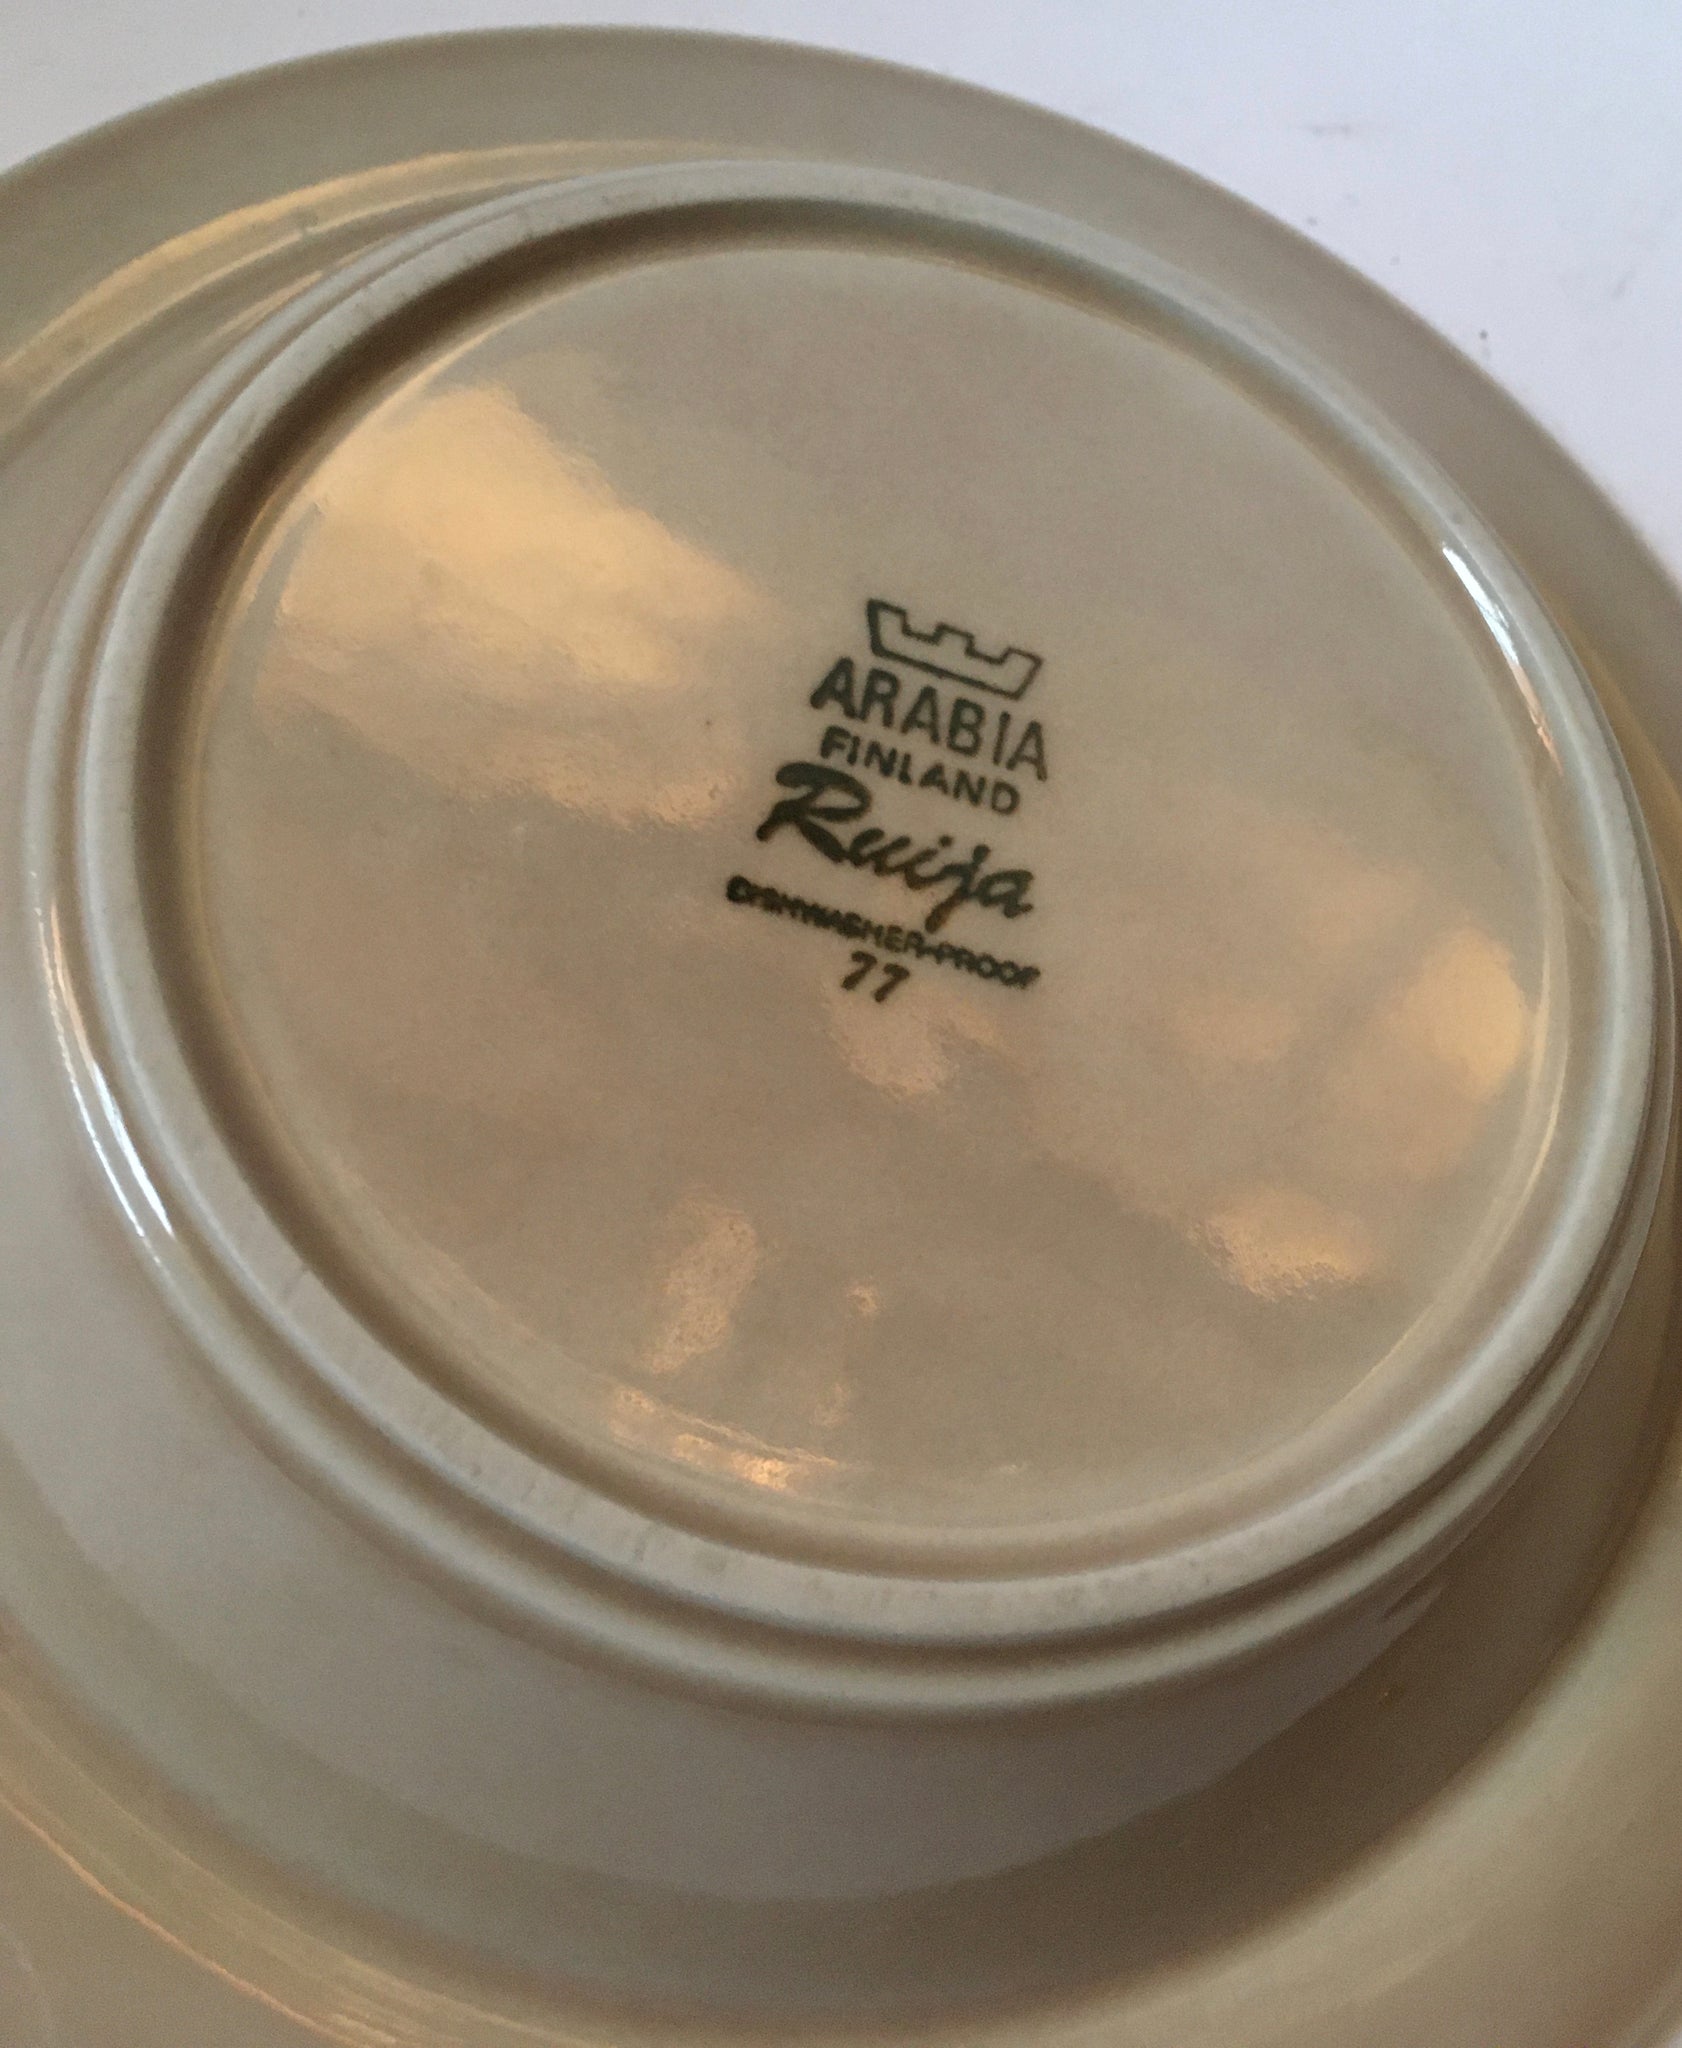 ARABIA
FINLAND
Ruija
DISHWASHER-PROOF
77